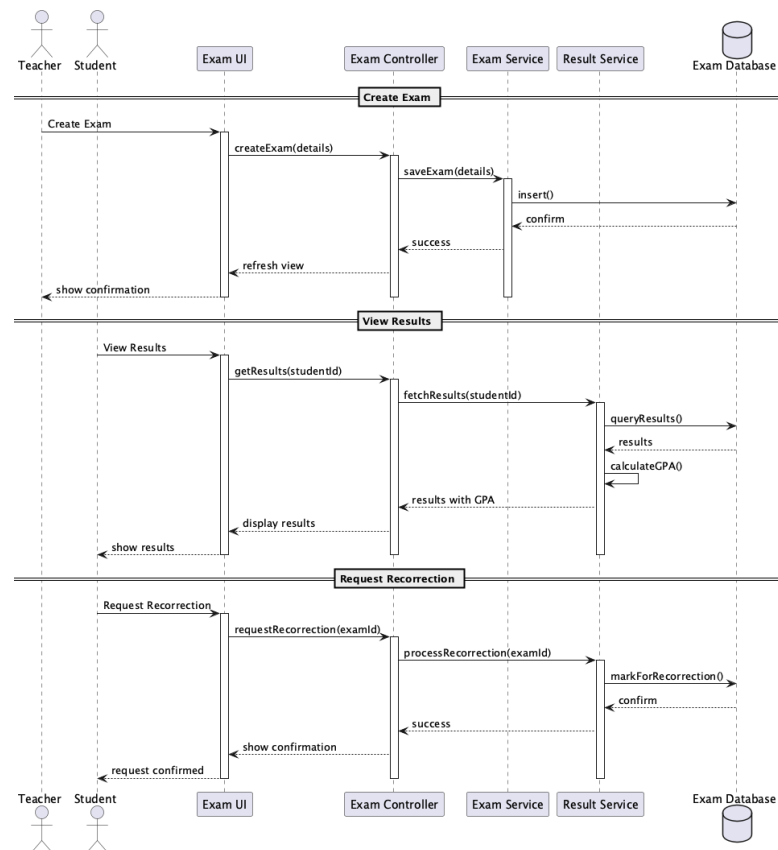 Teacher Student Exam UI Exam Controller Exam Service Result Service Exam Database
Create Exam
Create Exam
createExam(details)
saveExam(details)
insert()
confirm
success
refresh view
show confirmation
View Results
View Results
getResults(studentId)
fetchResults(studentId)
queryResults()
results
calculateGPA()
results with GPA
display results
show results
Request Recorrection
Request Recorrection
requestRecorrection(examId)
processRecorrection(examId)
markForRecorrection()
confirm
success
show confirmation
request confirmed
Teacher Student Exam UI Exam Controller Exam Service Result Service Exam Database